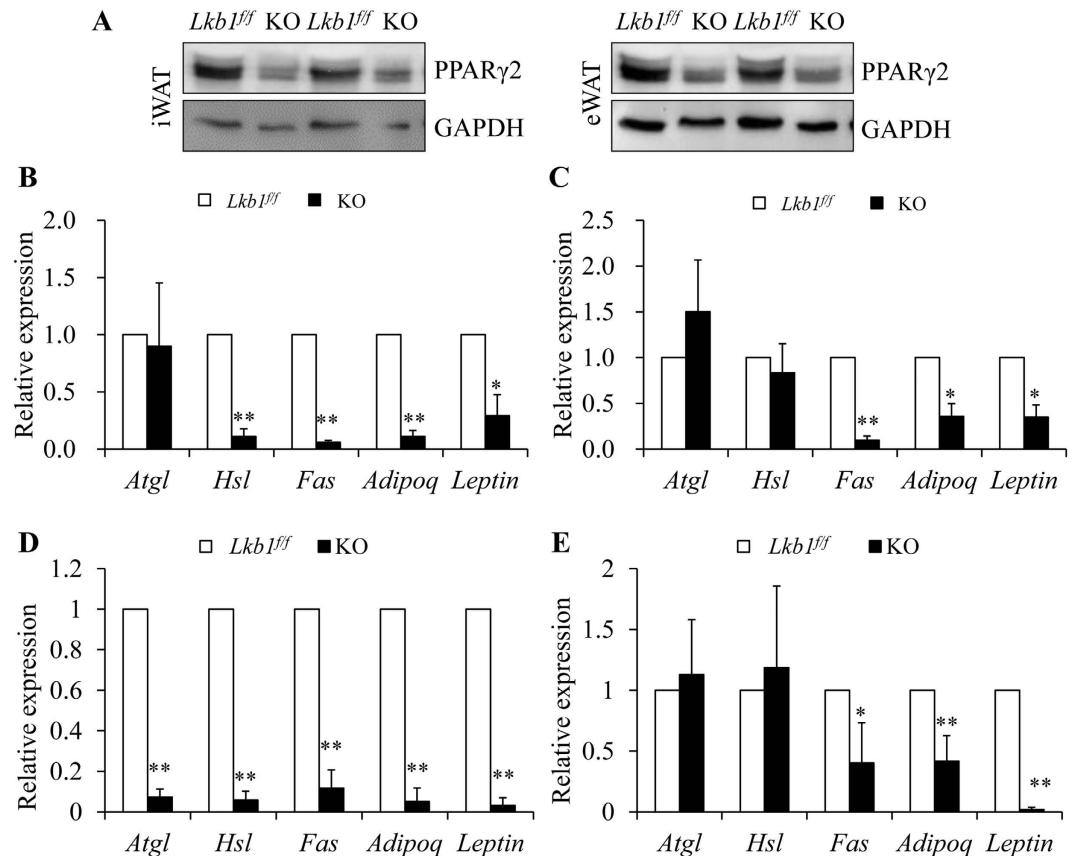 A
Lkb1f/f KO Lkb1f/f KO
iWAT
PPARγ2
GAPDH
Lkb1f/f KO Lkb1f/f KO
eWAT
PPARγ2
GAPDH
B
Lkb1f/f KO
Relative expression
2.0
1.5
1.0
0.5
0.0
** ** ** *
Atgl Hsl Fas Adipoq Leptin
C
Lkb1f/f KO
Relative expression
2.5
2.0
1.5
1.0
0.5
0.0
** * *
Atgl Hsl Fas Adipoq Leptin
D
Lkb1f/f KO
Relative expression
1.2
1
0.8
0.6
0.4
0.2
0
** ** ** ** **
Atgl Hsl Fas Adipoq Leptin
E
Lkb1f/f KO
Relative expression
2
1.5
1
0.5
0
* ** **
Atgl Hsl Fas Adipoq Leptin